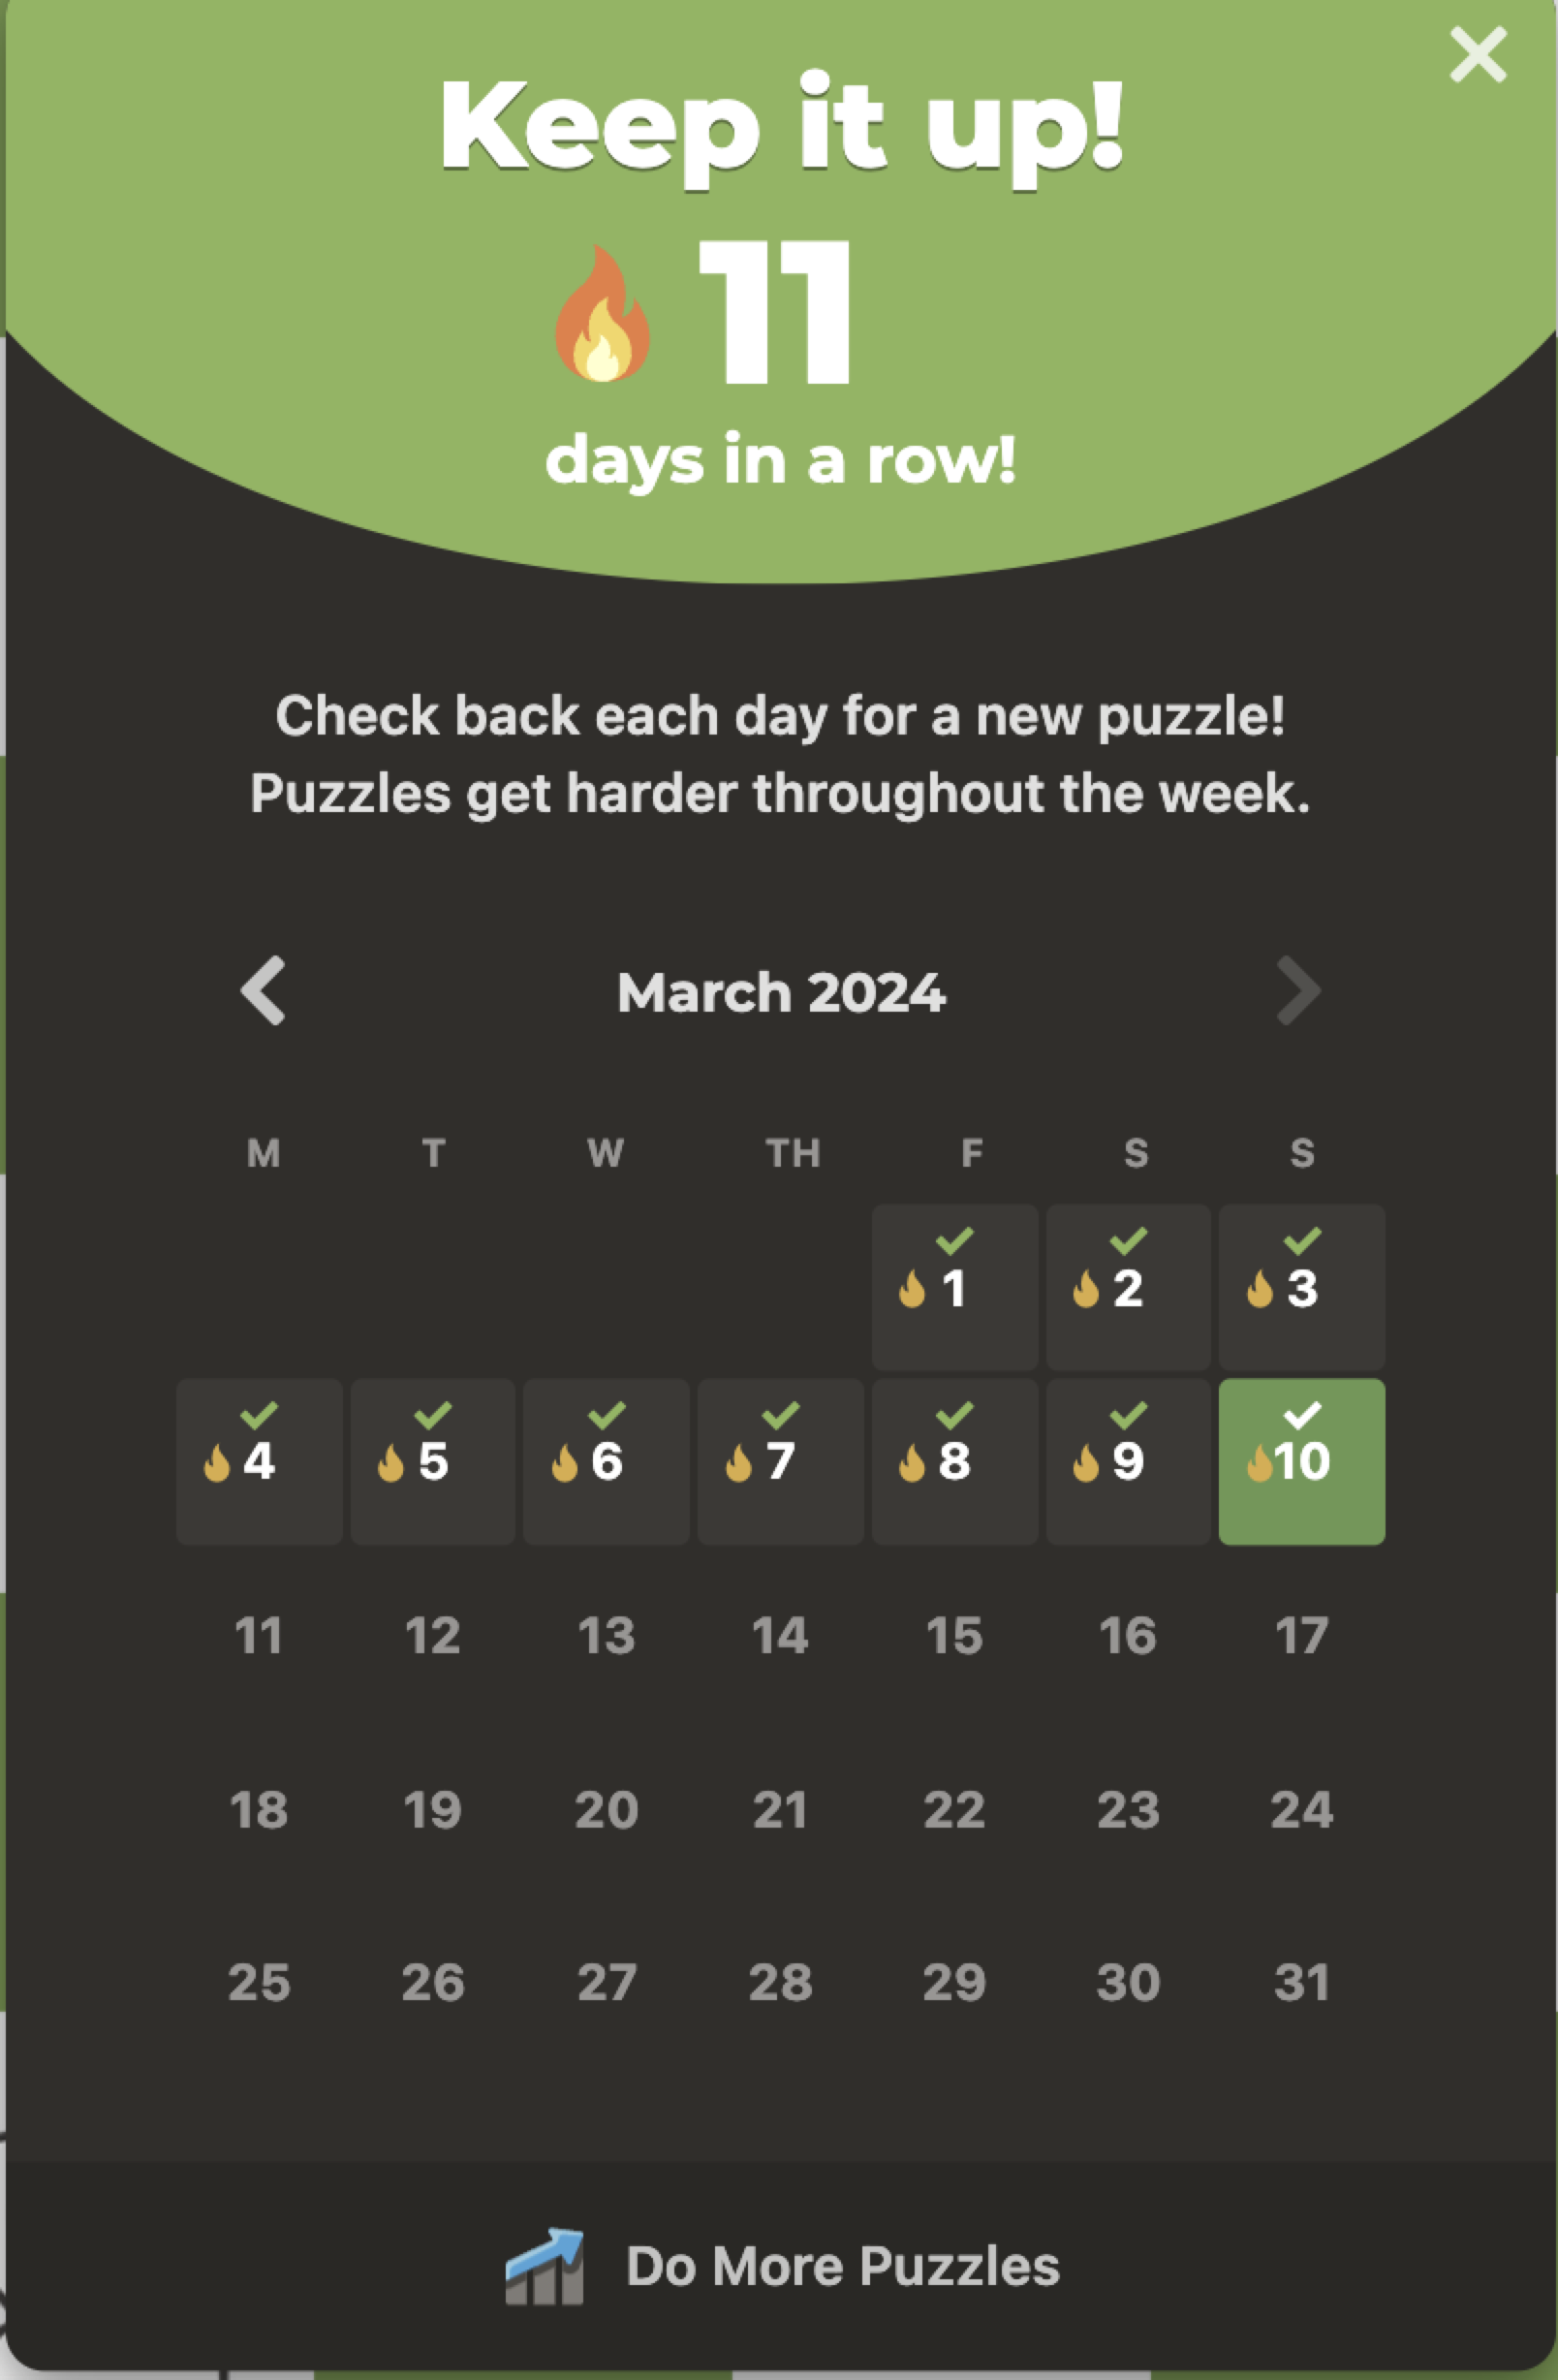 Keep it up!
11
days in a row!
Check back each day for a new puzzle!
Puzzles get harder throughout the week.
March 2024
M T W TH F S S
1 2 3
4 5 6 7 8 9 10
11 12 13 14 15 16 17
18 19 20 21 22 23 24
25 26 27 28 29 30 31
Do More Puzzles